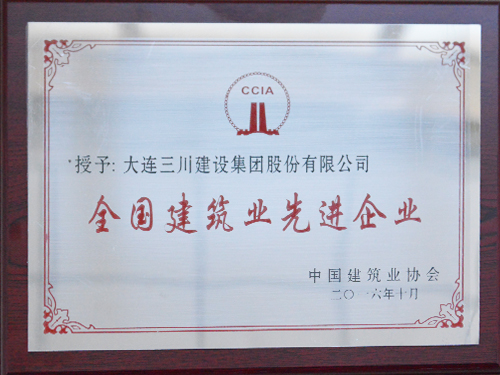 CCIA
授予: 大连三川建设集团股份有限公司
全国建筑业先进企业
中国建筑业协会
二〇一六年十月